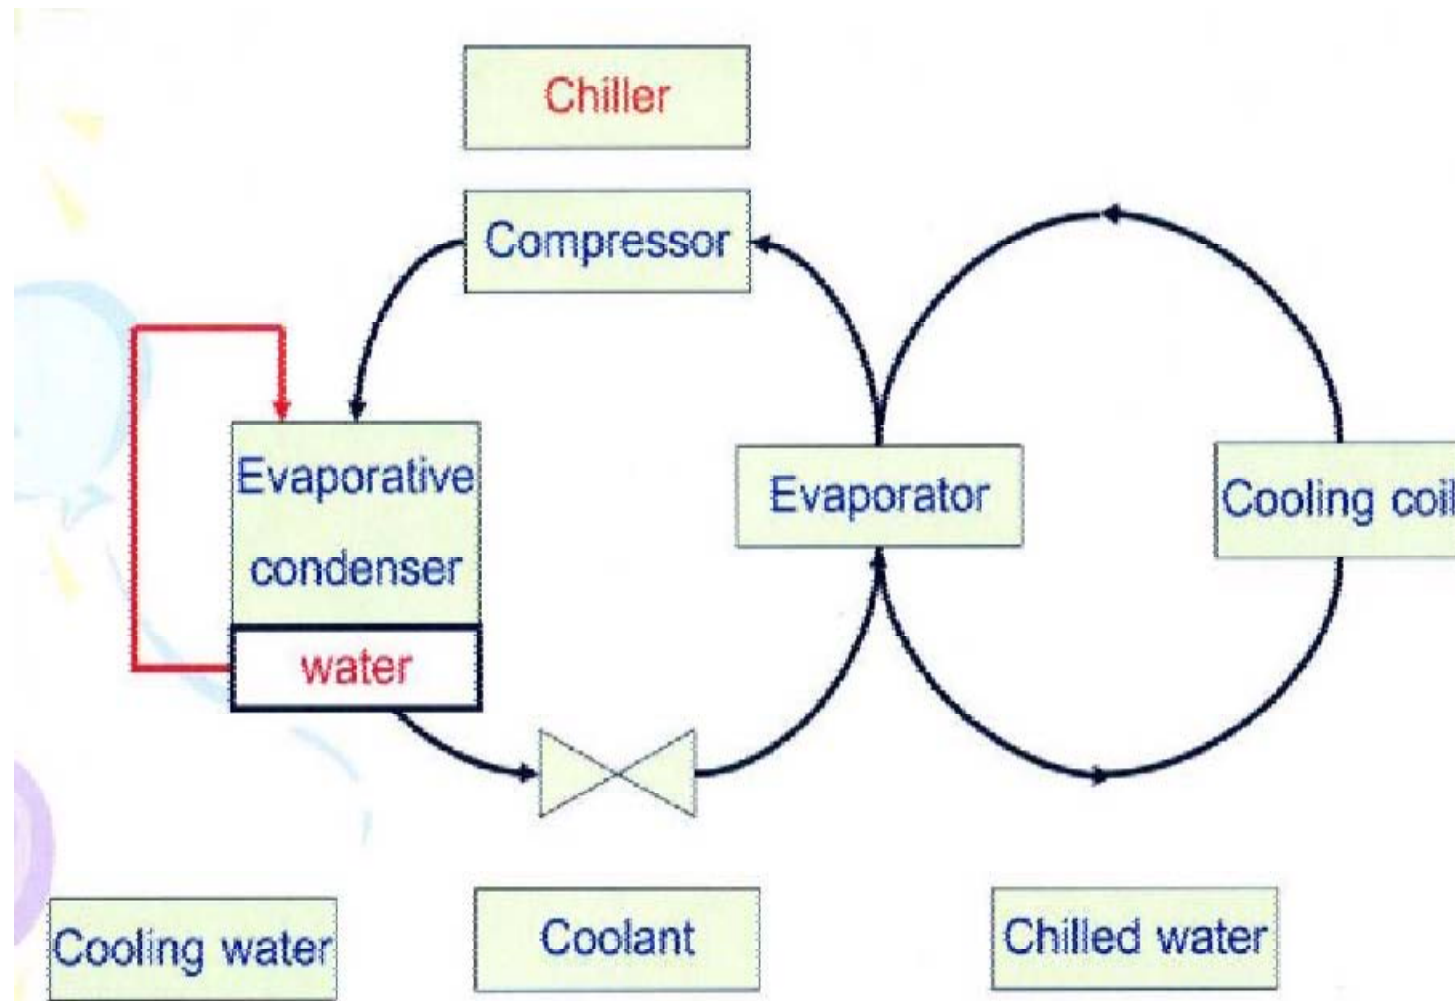 Chiller
Compressor
Evaporative
condenser
water
Evaporator
Cooling coil
Cooling water
Coolant
Chilled water